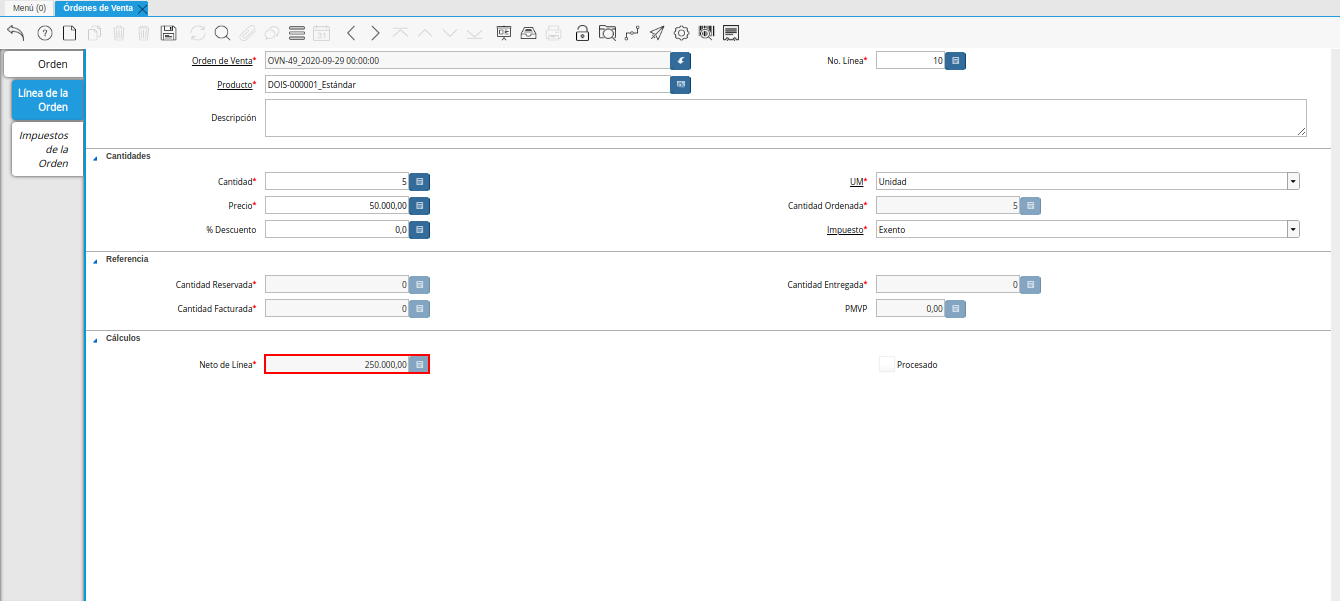 Menú (0) Órdenes de Venta
31
Orden
Línea de la
Orden
Impuestos
de la
Orden
Orden de Venta* OVN-49_2020-09-29 00:00:00 No. Línea* 10
Producto* DOIS-000001_Estándar
Descripción
Cantidades
Cantidad* 5 UM* Unidad
Precio* 50.000,00 Cantidad Ordenada* 5
% Descuento 0,0 Impuesto* Exento
Referencia
Cantidad Reservada* 0 Cantidad Entregada* 0
Cantidad Facturada* 0 PMVP 0,00
Cálculos
Neto de Línea* 250.000,00 Procesado